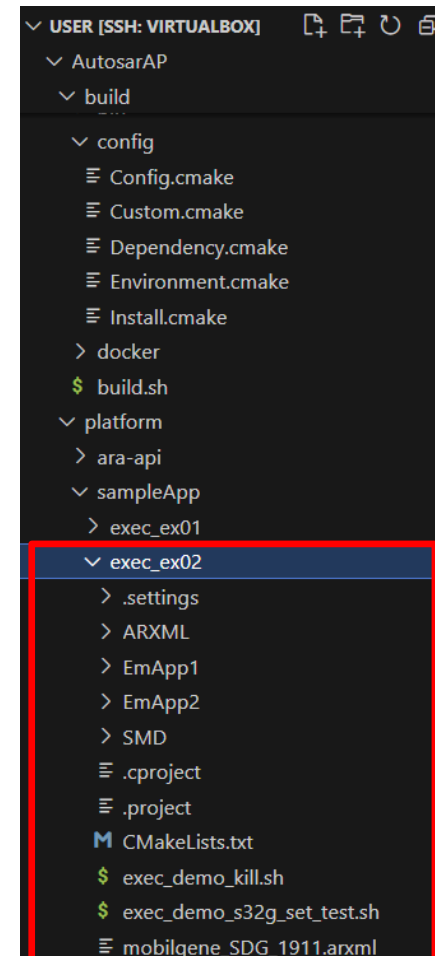 USER [SSH: VIRTUALBOX]
AutosarAP
build
config
Config.cmake
Custom.cmake
Dependency.cmake
Environment.cmake
Install.cmake
docker
$ build.sh
platform
ara-api
sampleApp
exec_ex01
exec_ex02
.settings
ARXML
EmApp1
EmApp2
SMD
.cproject
.project
M CMakeLists.txt
$ exec_demo_kill.sh
$ exec_demo_s32g_set_test.sh
mobilgene_SDG_1911.arxml